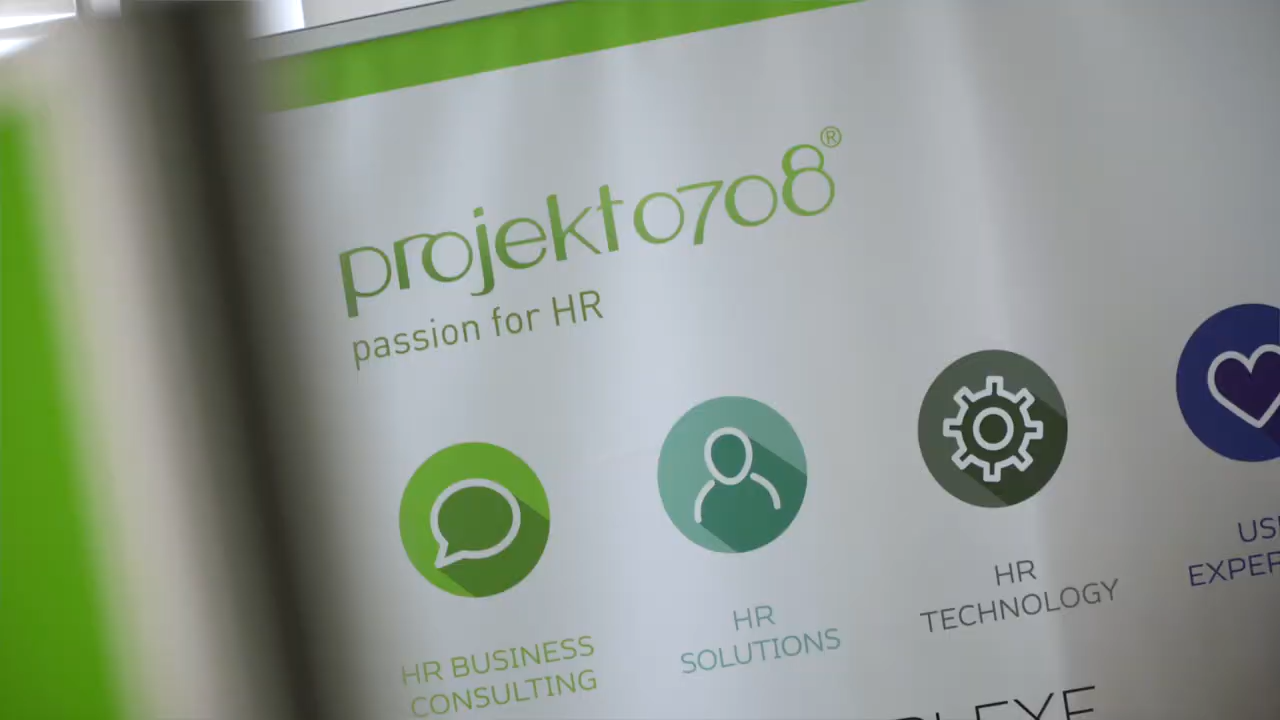 projekt0708®
passion for HR
HR BUSINESS
CONSULTING
HR
SOLUTIONS
HR
TECHNOLOGY